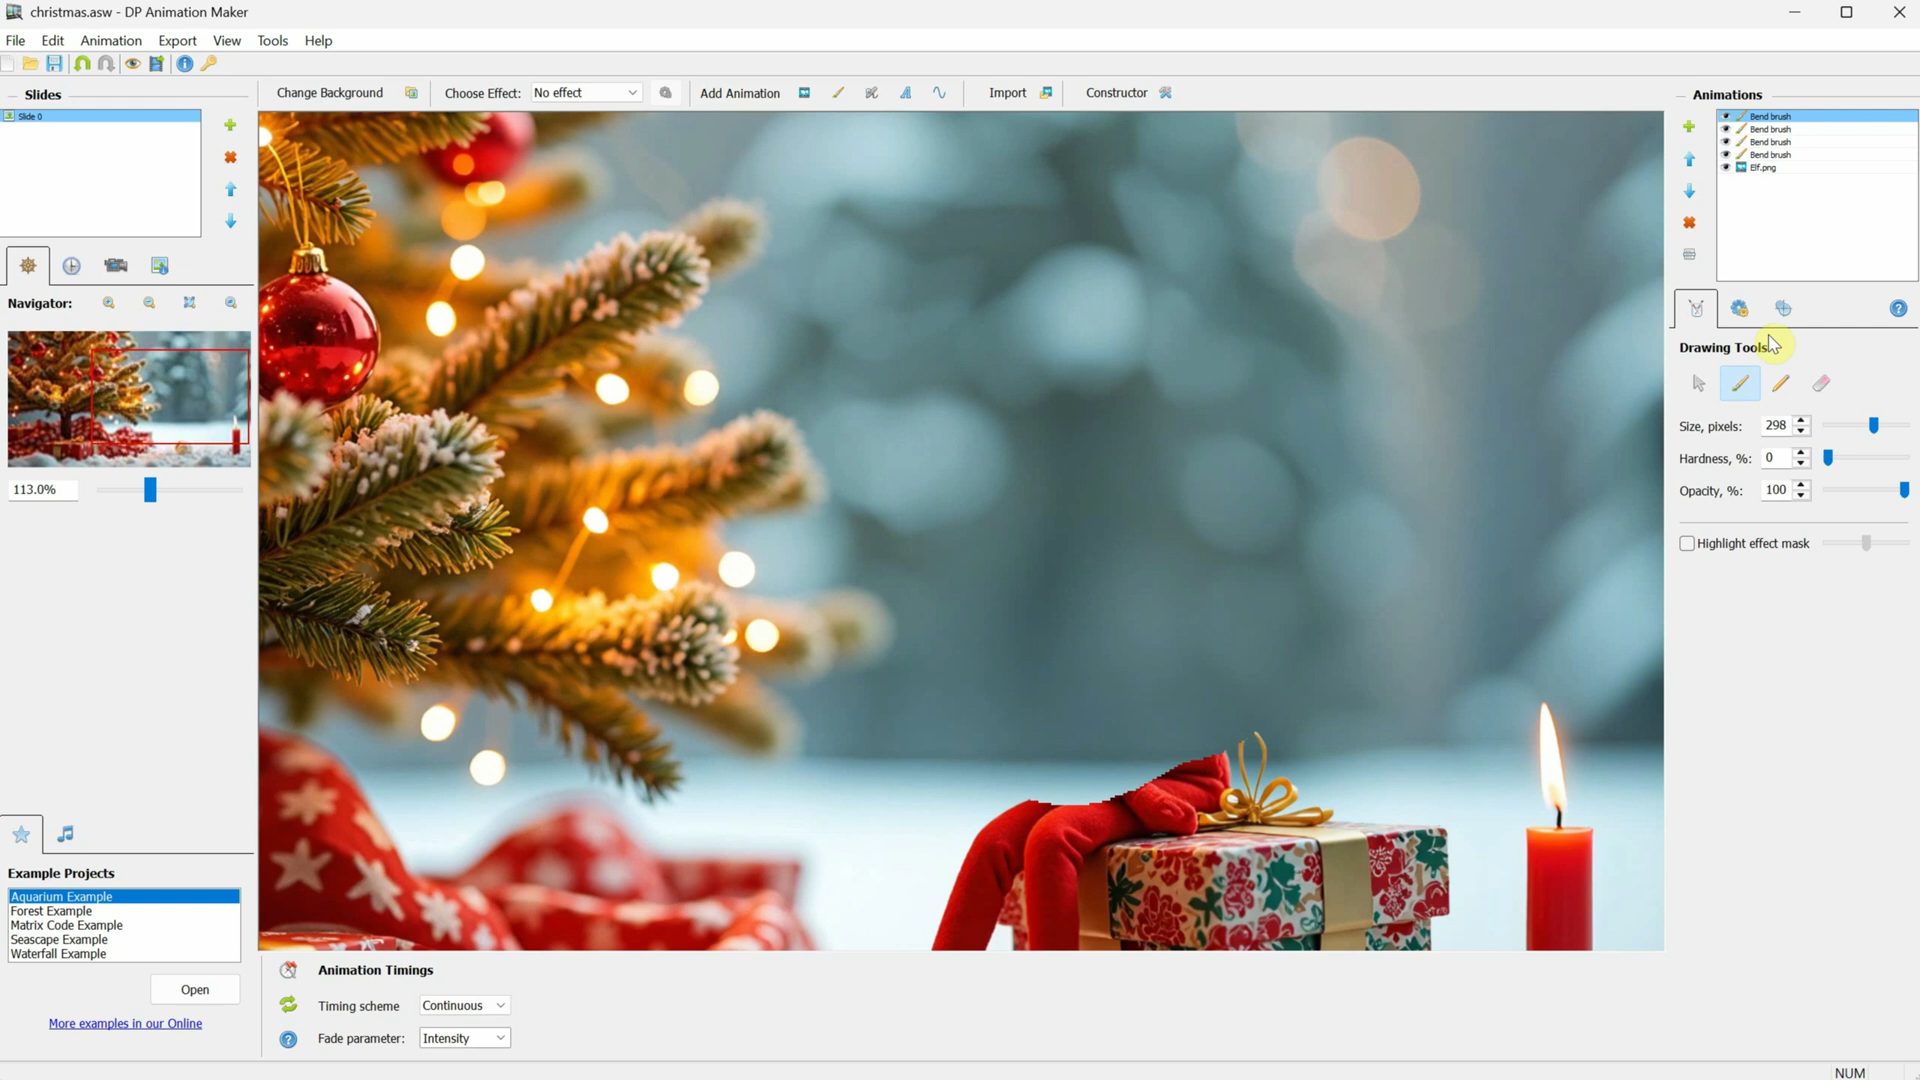 christmas.asw - DP Animation Maker
File Edit Animation Export View Tools Help
Slides
Slide 0
Change Background
Choose Effect: No effect
Add Animation
Import
Constructor
Animations
Bend brush
Bend brush
Bend brush
Bend brush
Elf.png
Navigator:
113.0%
Drawing Tools
Size, pixels: 298
Hardness, %: 0
Opacity, %: 100
Highlight effect mask
Example Projects
Aquarium Example
Forest Example
Matrix Code Example
Seascape Example
Waterfall Example
Open
More examples in our Online
Animation Timings
Timing scheme Continuous
Fade parameter: Intensity
NUM